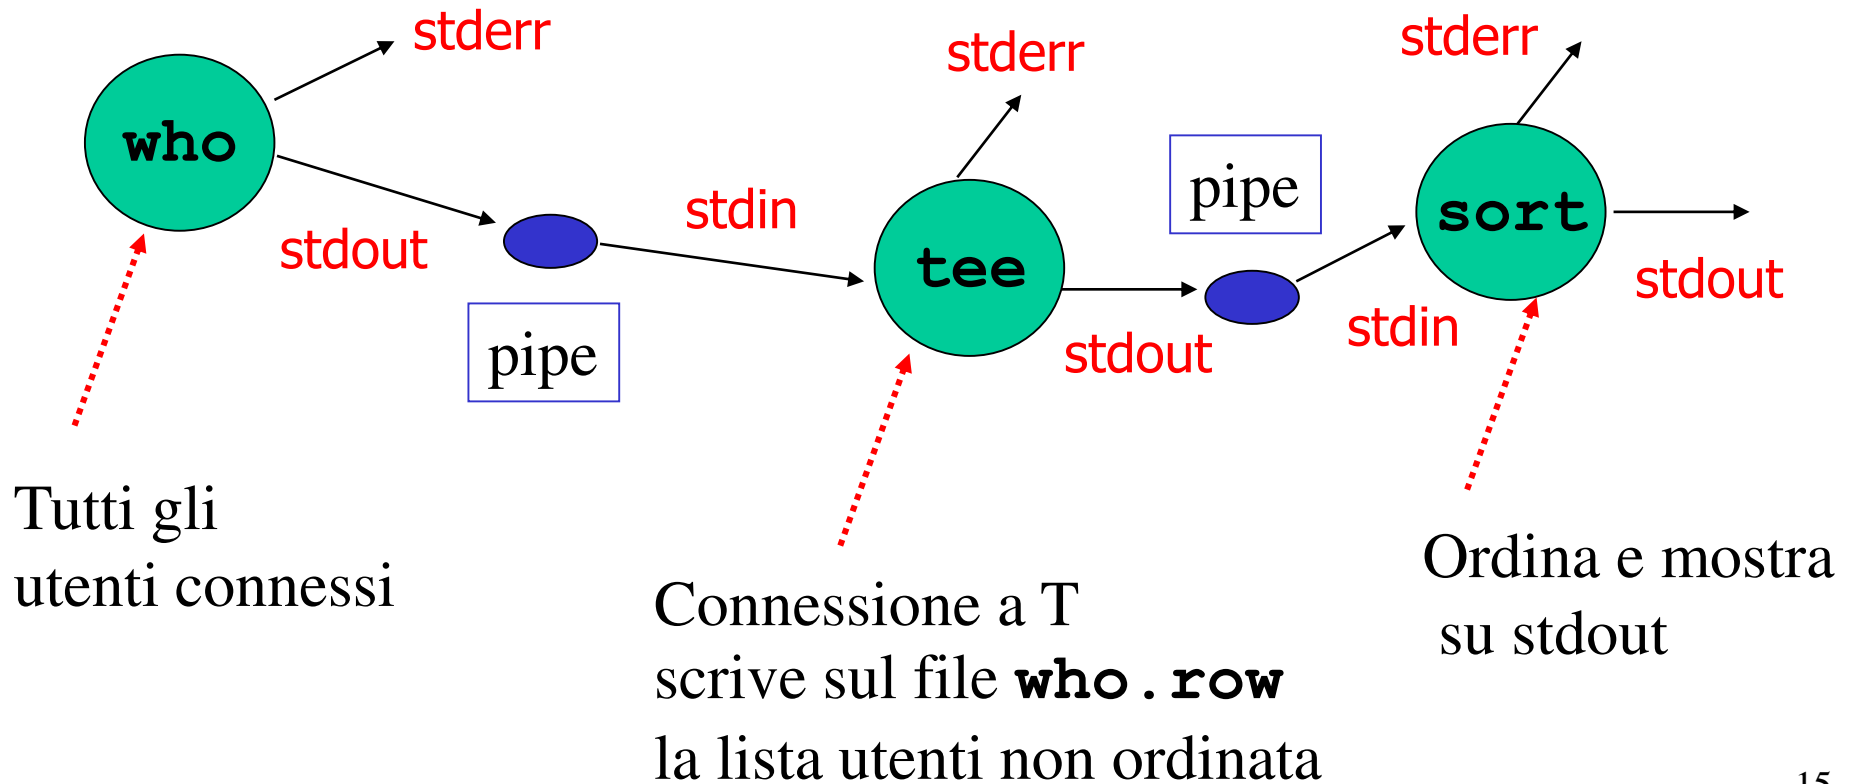 stderr
stderr
stderr
who
pipe
sort
stdin
stdout
tee
stdout
pipe
stdin
stdout
Tutti gli
utenti connessi
Connessione a T
scrive sul file who.row
la lista utenti non ordinata
Ordina e mostra
su stdout
15